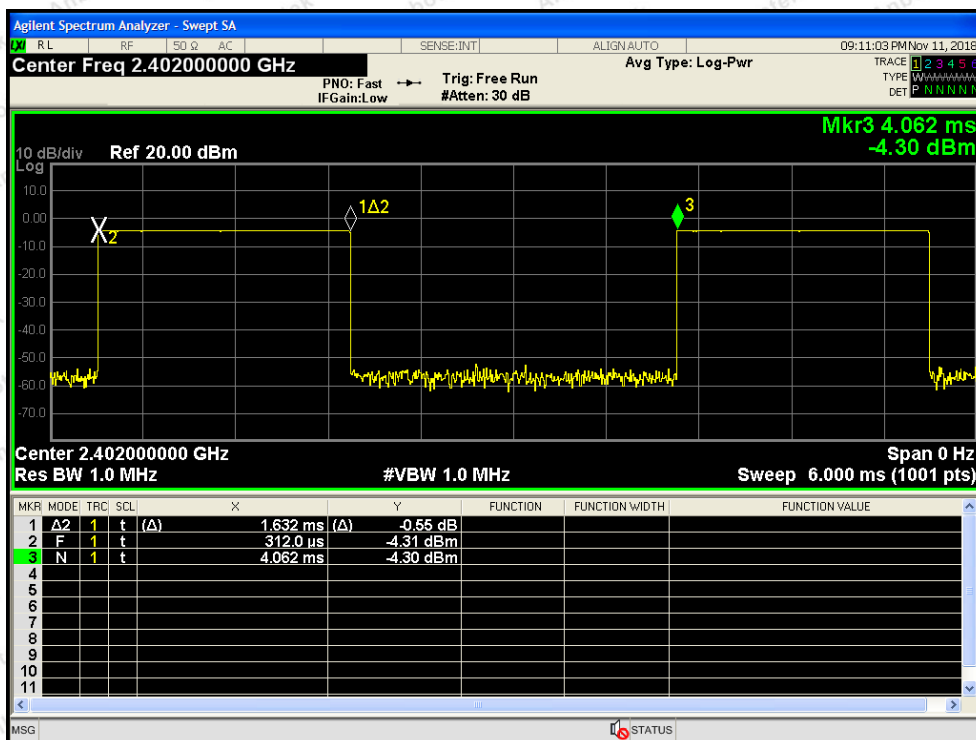 Agilent Spectrum Analyzer - Swept SA
LXI RL RF 50 Ω AC SENSE:INT ALIGN AUTO 09:11:03 PM Nov 11, 2018
Center Freq 2.402000000 GHz
Avg Type: Log-Pwr
TRACE 1 2 3 4 5 6
PNO: Fast Trig: Free Run
TYPE
IFGain:Low #Atten: 30 dB
DET P N N N N N
Mkr3 4.062 ms
-4.30 dBm
10 dB/div Ref 20.00 dBm
Log
10.0
1Δ2
3
0.00
2
-10.0
-20.0
-30.0
-40.0
-50.0
-60.0
-70.0
Center 2.402000000 GHz Span 0 Hz
Res BW 1.0 MHz #VBW 1.0 MHz Sweep 6.000 ms (1001 pts)
MKR MODE TRC SCL X Y FUNCTION FUNCTION WIDTH FUNCTION VALUE
1 Δ2 1 t (Δ) 1.632 ms (Δ) -0.55 dB
2 F 1 t 312.0 µs -4.31 dBm
3 N 1 t 4.062 ms -4.30 dBm
4
5
6
7
8
9
10
11
MSG STATUS